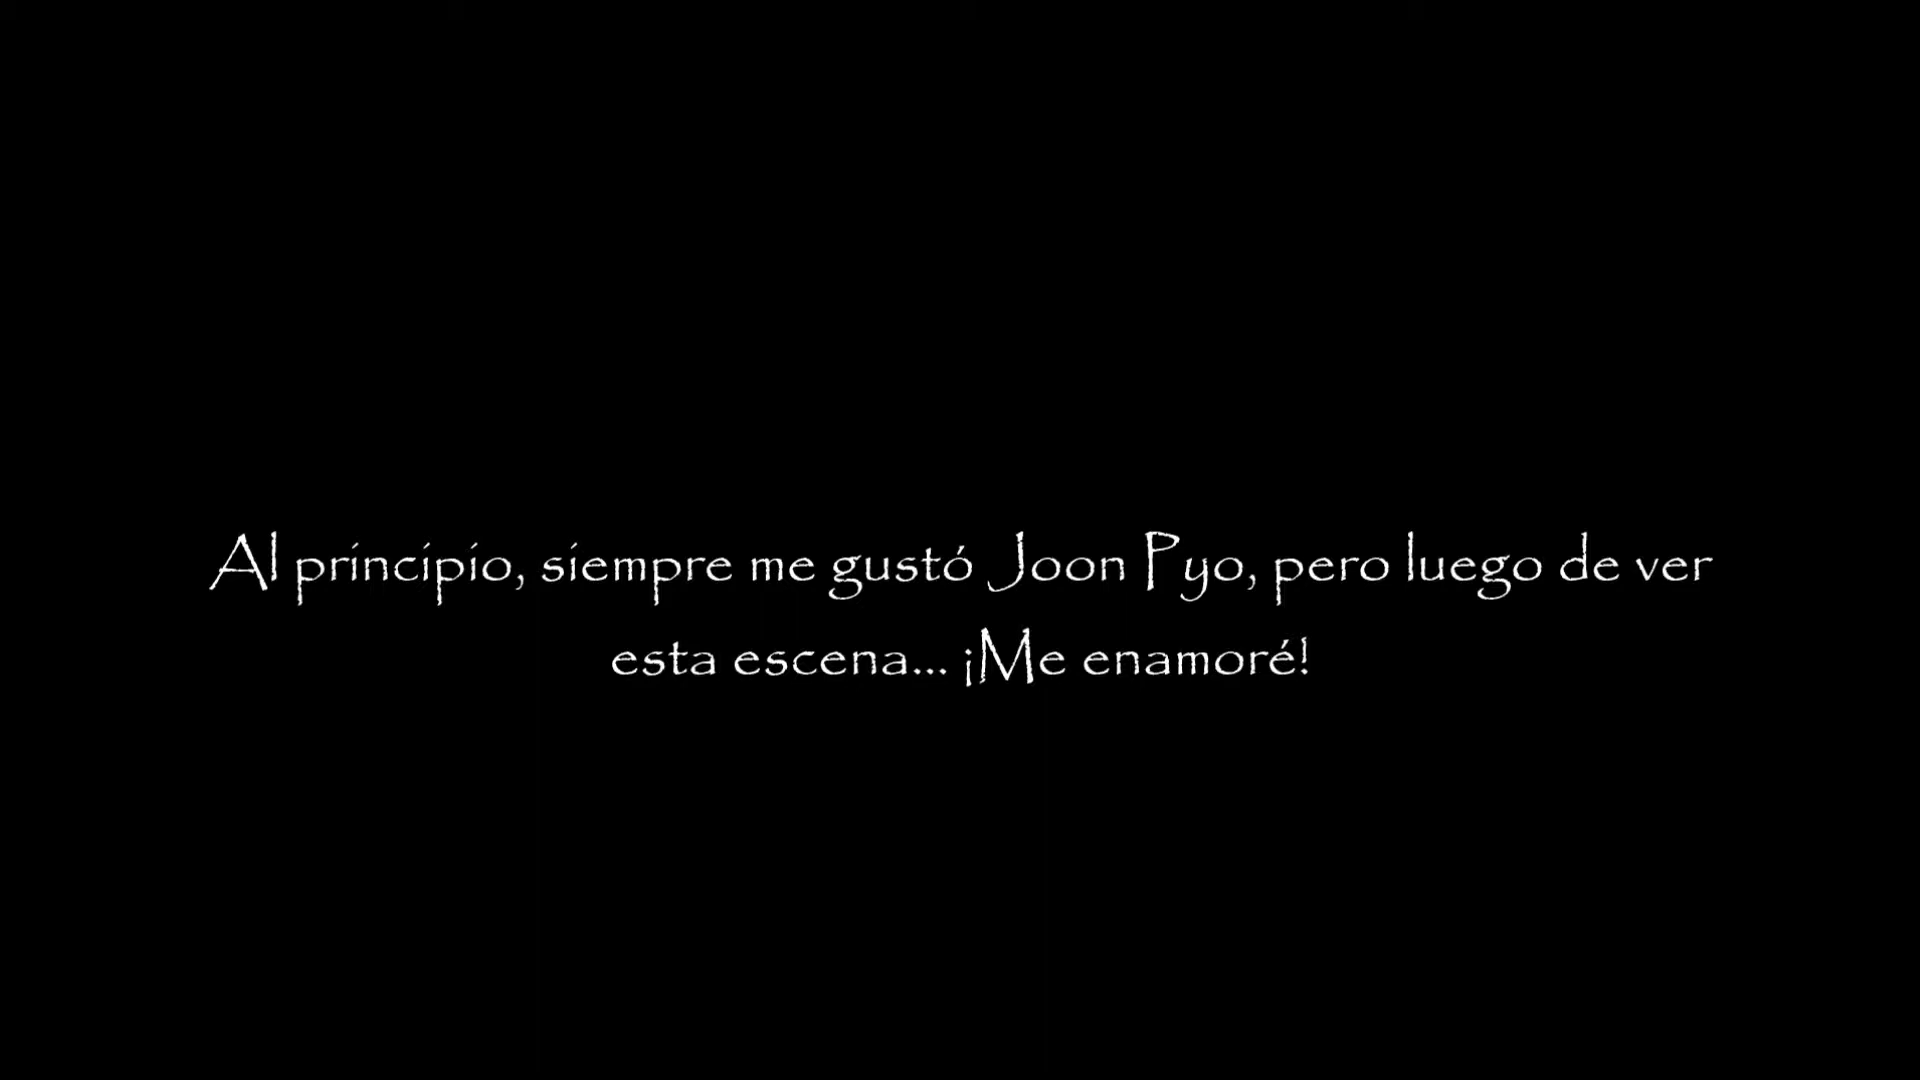 Al principio, siempre me gustó Joon Pyo, pero luego de ver
esta escena... ¡Me enamoré!